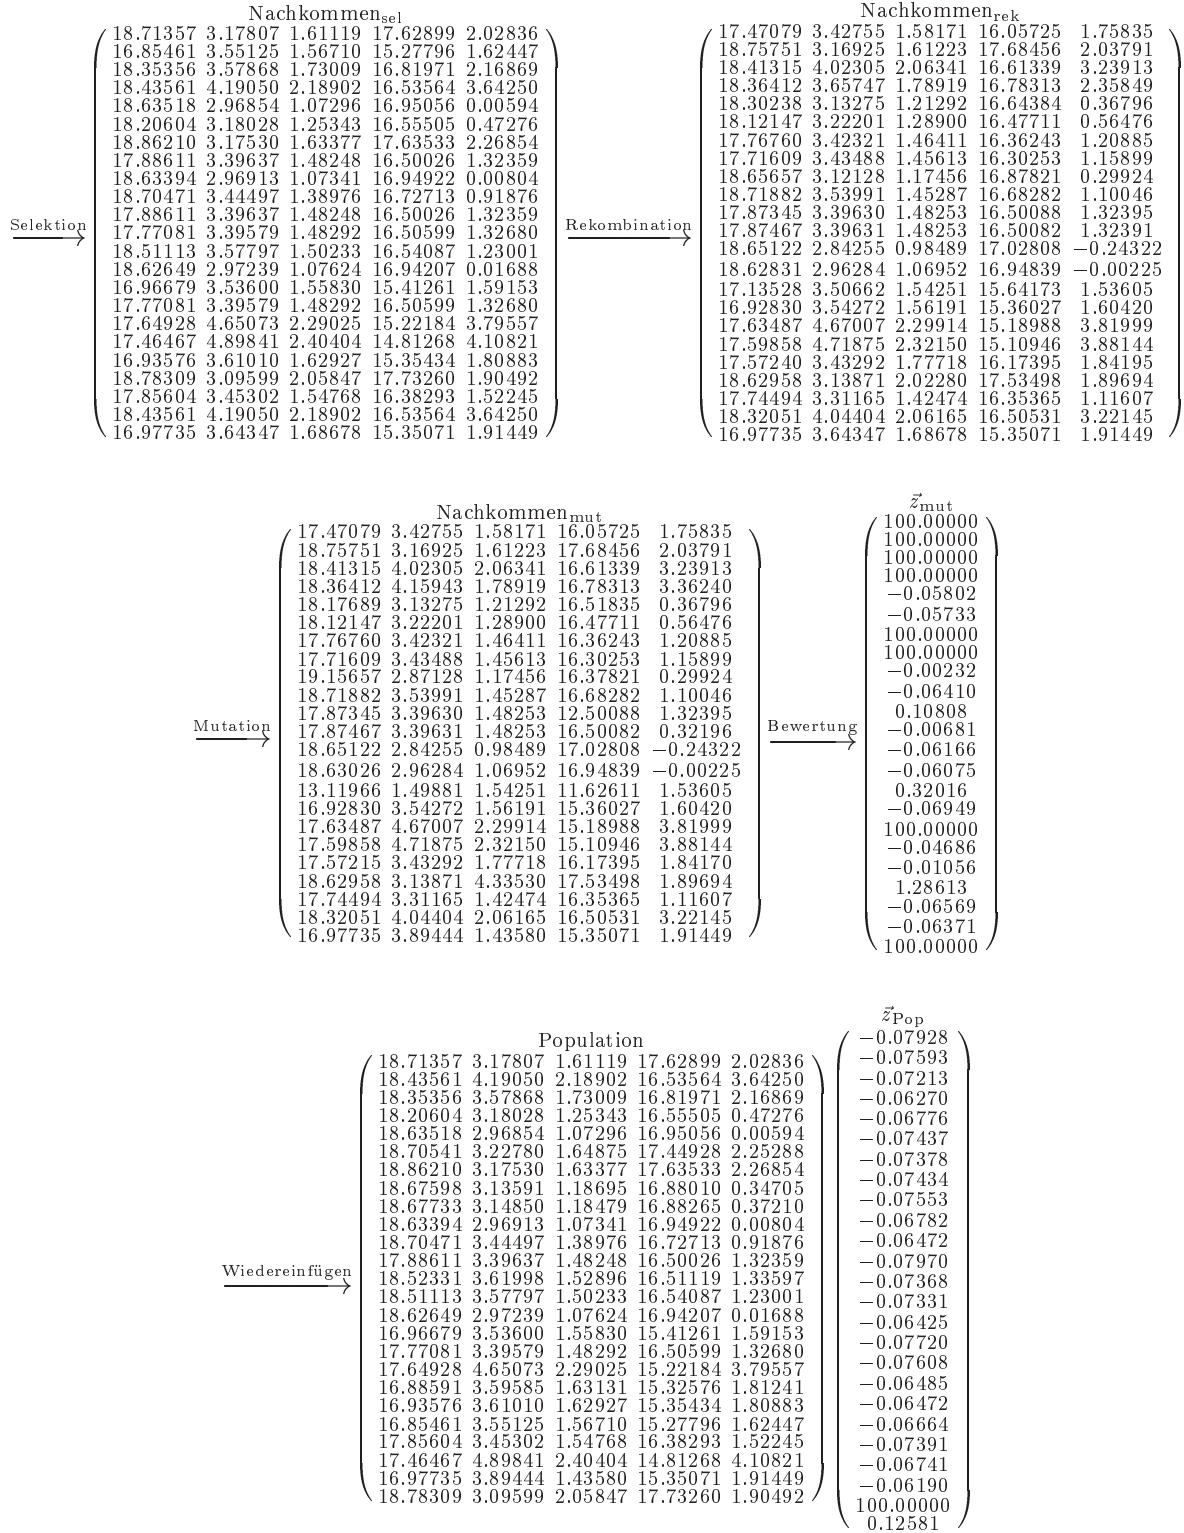 Nachkommen_sel
Selektion
18.71357 3.17807 1.61119 17.62899 2.02836
16.85461 3.55125 1.56710 15.27796 1.62447
18.35356 3.57868 1.73009 16.81971 2.16869
18.43561 4.19050 2.18902 16.53564 3.64250
18.63518 2.96854 1.07296 16.95056 0.00594
18.20604 3.18028 1.25343 16.55505 0.47276
18.86210 3.17530 1.63377 17.63533 2.26854
17.88611 3.39637 1.48248 16.50026 1.32359
18.63394 2.96913 1.07341 16.94922 0.00804
18.70471 3.44497 1.38976 16.72713 0.91876
17.88611 3.39637 1.48248 16.50026 1.32359
17.77081 3.39579 1.48292 16.50599 1.32680
18.51113 3.57797 1.50233 16.54087 1.23001
18.62649 2.97239 1.07624 16.94207 0.01688
16.96679 3.53600 1.55830 15.41261 1.59153
17.77081 3.39579 1.48292 16.50599 1.32680
17.64928 4.65073 2.29025 15.22184 3.79557
17.46467 4.89841 2.40404 14.81268 4.10821
16.93576 3.61010 1.62927 15.35434 1.80883
18.78309 3.09599 2.05847 17.73260 1.90492
17.85604 3.45302 1.54768 16.38293 1.52245
18.43561 4.19050 2.18902 16.53564 3.64250
16.97735 3.64347 1.68678 15.35071 1.91449
Nachkommen_rek
Rekombination
17.47079 3.42755 1.58171 16.05725 1.75835
18.75751 3.16925 1.61223 17.68456 2.03791
18.41315 4.02305 2.06341 16.61339 3.23913
18.36412 3.65747 1.78919 16.78313 2.35849
18.30238 3.13275 1.21292 16.64384 0.36796
18.12147 3.22201 1.28900 16.47711 0.56476
17.76760 3.42321 1.46411 16.36243 1.20885
17.71609 3.43488 1.45613 16.30253 1.15899
18.65657 3.12128 1.17456 16.87821 0.29924
18.71882 3.53991 1.45287 16.68282 1.10046
17.87345 3.39630 1.48253 16.50088 1.32395
17.87467 3.39631 1.48253 16.50082 1.32391
18.65122 2.84255 0.98489 17.02808 −0.24322
18.62831 2.96284 1.06952 16.94839 −0.00225
17.13528 3.50662 1.54251 15.64173 1.53605
16.92830 3.54272 1.56191 15.36027 1.60420
17.63487 4.67007 2.29914 15.18988 3.81999
17.59858 4.71875 2.32150 15.10946 3.88144
17.57240 3.43292 1.77718 16.17395 1.84195
18.62958 3.13871 2.02280 17.53498 1.89694
17.74494 3.31165 1.42474 16.35365 1.11607
18.32051 4.04404 2.06165 16.50531 3.22145
16.97735 3.64347 1.68678 15.35071 1.91449
Nachkommen_mut
Mutation
17.47079 3.42755 1.58171 16.05725 1.75835
18.75751 3.16925 1.61223 17.68456 2.03791
18.41315 4.02305 2.06341 16.61339 3.23913
18.36412 4.15943 1.78919 16.78313 3.36240
18.17689 3.13275 1.21292 16.51835 0.36796
18.12147 3.22201 1.28900 16.47711 0.56476
17.76760 3.42321 1.46411 16.36243 1.20885
17.71609 3.43488 1.45613 16.30253 1.15899
19.15657 2.87128 1.17456 16.37821 0.29924
18.71882 3.53991 1.45287 16.68282 1.10046
17.87345 3.39630 1.48253 12.50088 1.32395
17.87467 3.39631 1.48253 16.50082 0.32196
18.65122 2.84255 0.98489 17.02808 −0.24322
18.63026 2.96284 1.06952 16.94839 −0.00225
13.11966 1.49881 1.54251 11.62611 1.53605
16.92830 3.54272 1.56191 15.36027 1.60420
17.63487 4.67007 2.29914 15.18988 3.81999
17.59858 4.71875 2.32150 15.10946 3.88144
17.57215 3.43292 1.77718 16.17395 1.84170
18.62958 3.13871 4.33530 17.53498 1.89694
17.74494 3.31165 1.42474 16.35365 1.11607
18.32051 4.04404 2.06165 16.50531 3.22145
16.97735 3.89444 1.43580 15.35071 1.91449
z⃗_mut
Bewertung
100.00000
100.00000
100.00000
100.00000
−0.05802
−0.05733
100.00000
100.00000
−0.00232
−0.06410
0.10808
−0.00681
−0.06166
−0.06075
0.32016
−0.06949
100.00000
−0.04686
−0.01056
1.28613
−0.06569
−0.06371
100.00000
Population
Wiedereinfügen
18.71357 3.17807 1.61119 17.62899 2.02836
18.43561 4.19050 2.18902 16.53564 3.64250
18.35356 3.57868 1.73009 16.81971 2.16869
18.20604 3.18028 1.25343 16.55505 0.47276
18.63518 2.96854 1.07296 16.95056 0.00594
18.70541 3.22780 1.64875 17.44928 2.25288
18.86210 3.17530 1.63377 17.63533 2.26854
18.67598 3.13591 1.18695 16.88010 0.34705
18.67733 3.14850 1.18479 16.88265 0.37210
18.63394 2.96913 1.07341 16.94922 0.00804
18.70471 3.44497 1.38976 16.72713 0.91876
17.88611 3.39637 1.48248 16.50026 1.32359
18.52331 3.61998 1.52896 16.51119 1.33597
18.51113 3.57797 1.50233 16.54087 1.23001
18.62649 2.97239 1.07624 16.94207 0.01688
16.96679 3.53600 1.55830 15.41261 1.59153
17.77081 3.39579 1.48292 16.50599 1.32680
17.64928 4.65073 2.29025 15.22184 3.79557
16.88591 3.59585 1.63131 15.32576 1.81241
16.93576 3.61010 1.62927 15.35434 1.80883
16.85461 3.55125 1.56710 15.27796 1.62447
17.85604 3.45302 1.54768 16.38293 1.52245
17.46467 4.89841 2.40404 14.81268 4.10821
16.97735 3.89444 1.43580 15.35071 1.91449
18.78309 3.09599 2.05847 17.73260 1.90492
z⃗_Pop
−0.07928
−0.07593
−0.07213
−0.06270
−0.06776
−0.07437
−0.07378
−0.07434
−0.07553
−0.06782
−0.06472
−0.07970
−0.07368
−0.07331
−0.06425
−0.07720
−0.07608
−0.06485
−0.06472
−0.06664
−0.07391
−0.06741
−0.06190
100.00000
0.12581